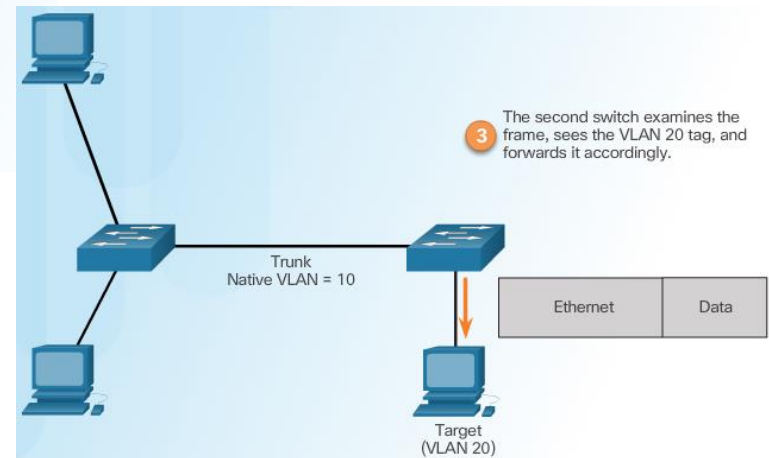 3
The second switch examines the
frame, sees the VLAN 20 tag, and
forwards it accordingly.
Trunk
Native VLAN = 10
Ethernet
Data
Target
(VLAN 20)